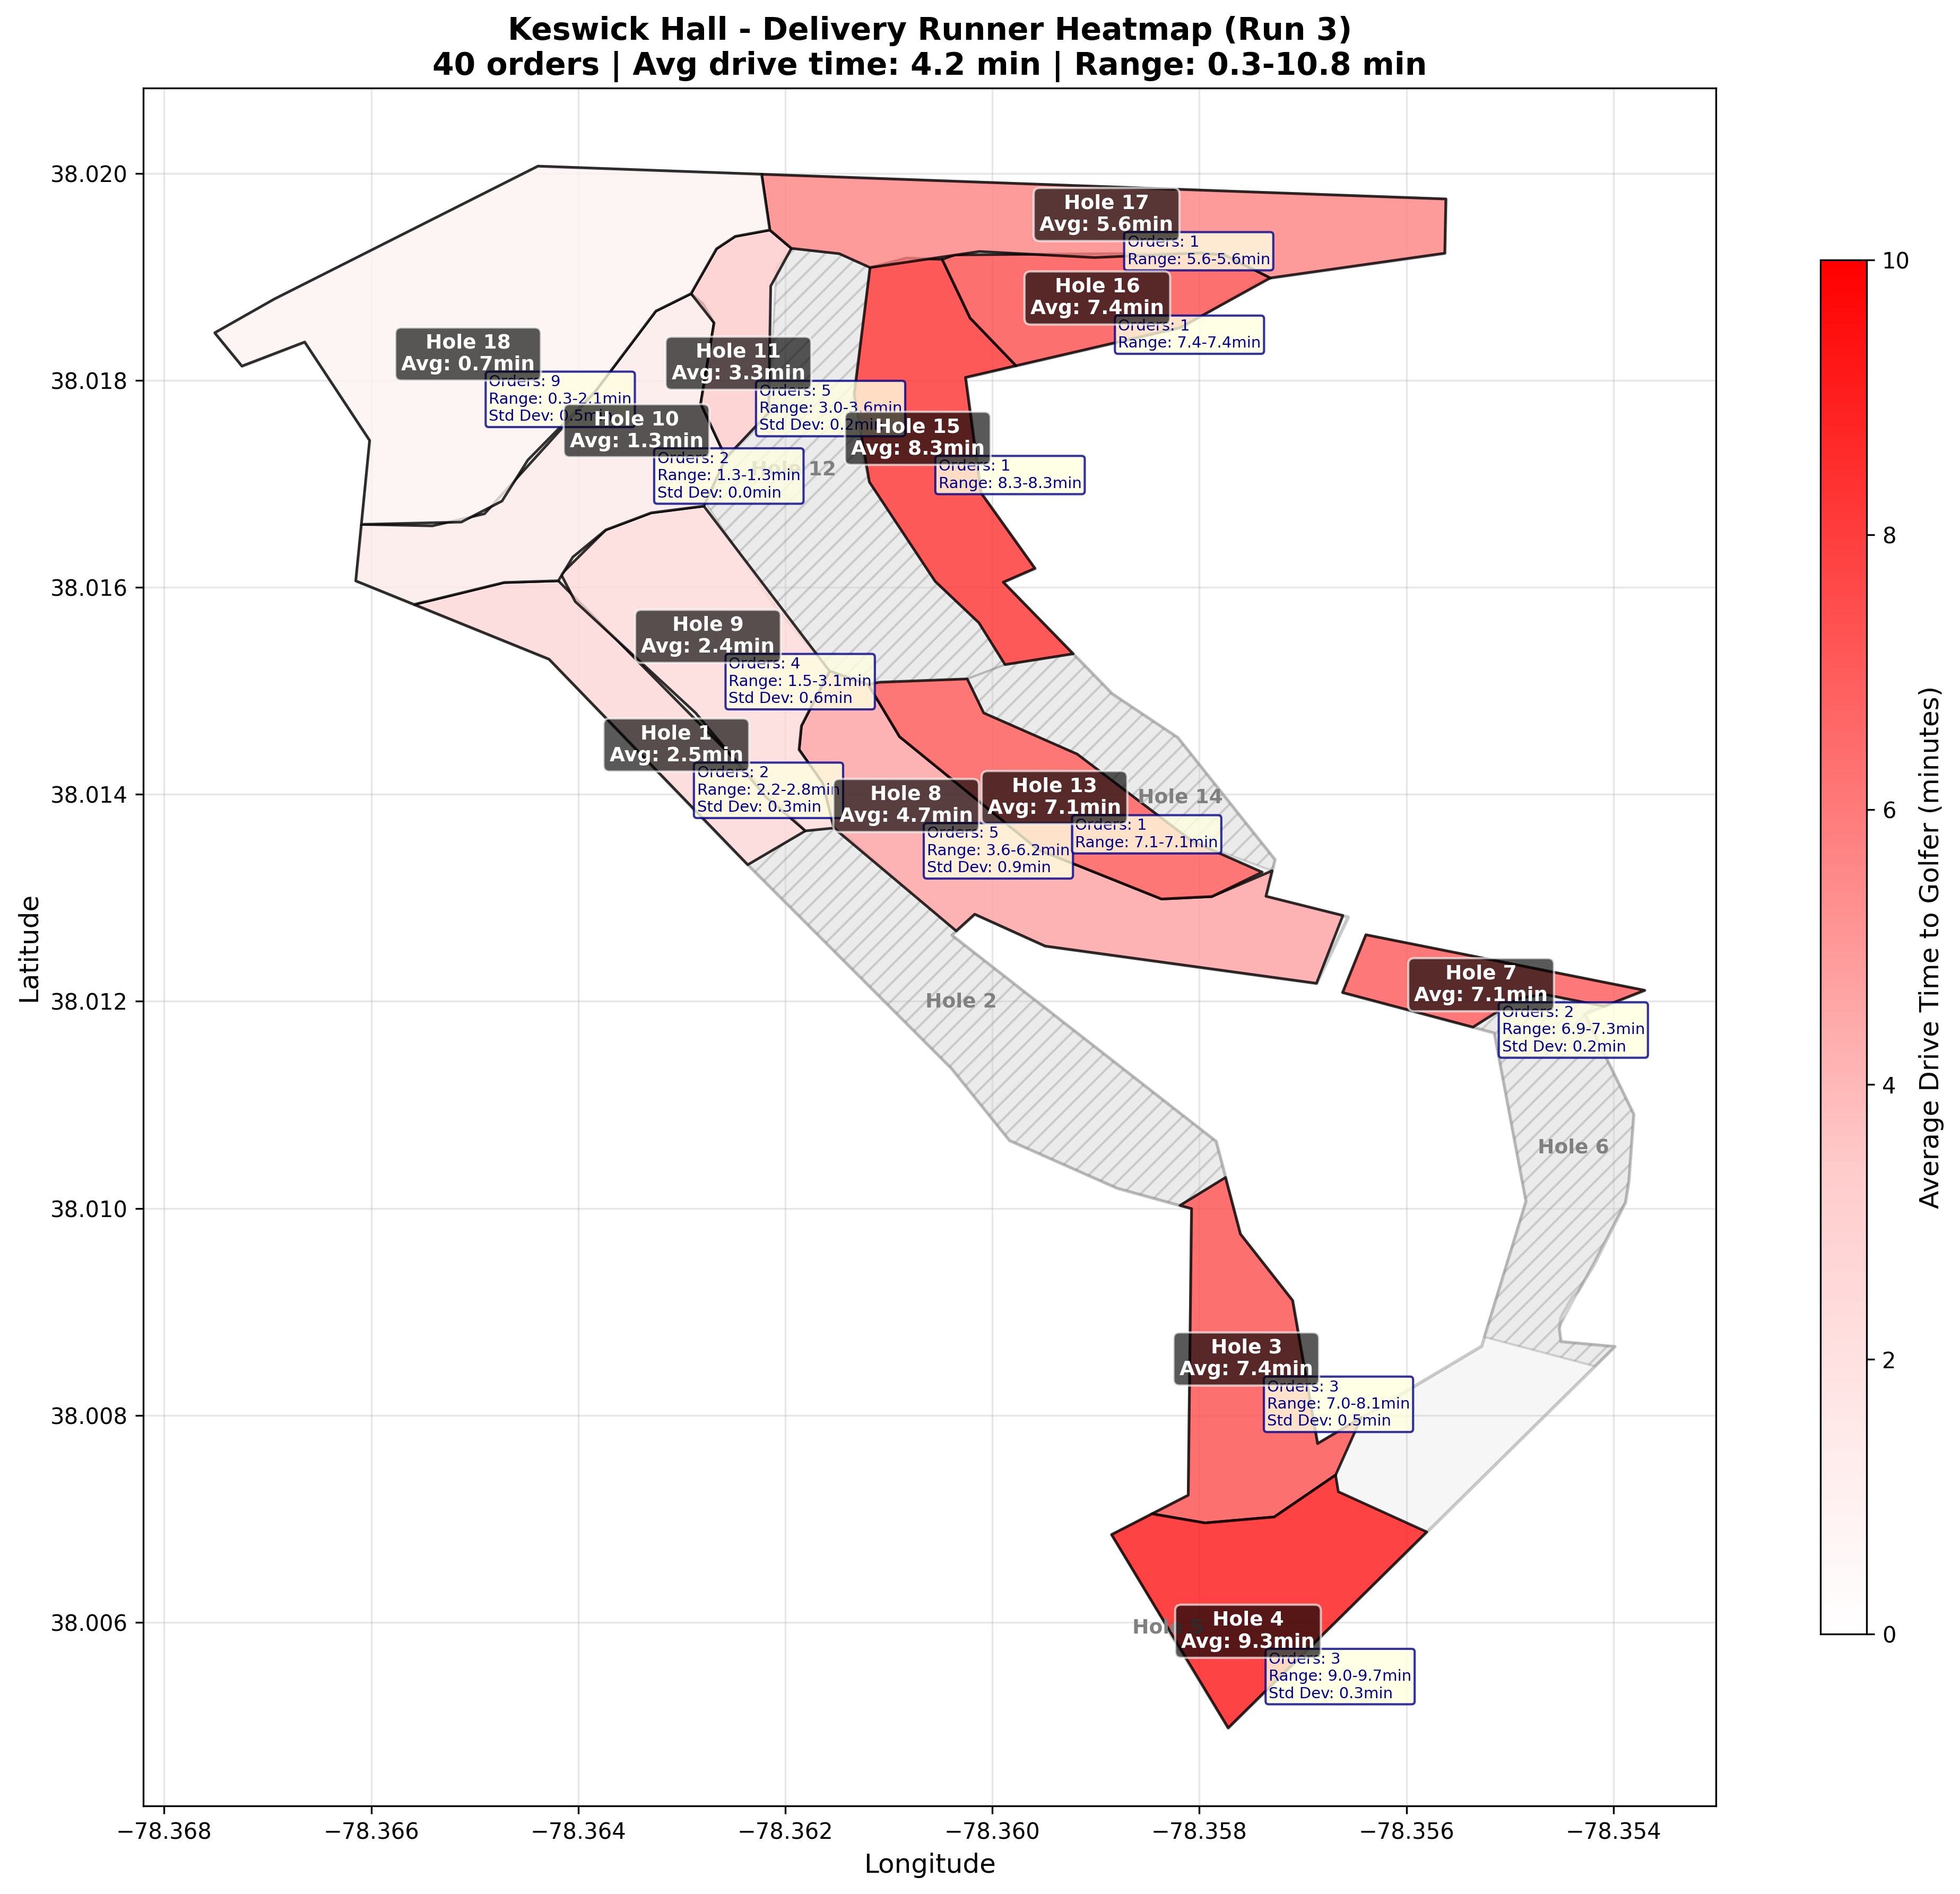 Keswick Hall - Delivery Runner Heatmap (Run 3)
40 orders | Avg drive time: 4.2 min | Range: 0.3-10.8 min
Latitude
38.020
38.018
38.016
38.014
38.012
38.010
38.008
38.006
Hole 17
Avg: 5.6min
Orders: 1
Range: 5.6-5.6min
Hole 16
Avg: 7.4min
Orders: 1
Range: 7.4-7.4min
Hole 18
Avg: 0.7min
Orders: 9
Range: 0.3-2.1min
Std Dev: 0.5min
Hole 11
Avg: 3.3min
Orders: 5
Range: 3.0-3.6min
Std Dev: 0.2min
Hole 10
Avg: 1.3min
Orders: 2
Range: 1.3-1.3min
Std Dev: 0.0min
Hole 15
Avg: 8.3min
Orders: 1
Range: 8.3-8.3min
Hole 12
Hole 9
Avg: 2.4min
Orders: 4
Range: 1.5-3.1min
Std Dev: 0.6min
Hole 1
Avg: 2.5min
Orders: 2
Range: 2.2-2.8min
Std Dev: 0.3min
Hole 8
Avg: 4.7min
Orders: 5
Range: 3.6-6.2min
Std Dev: 0.9min
Hole 13
Avg: 7.1min
Orders: 1
Range: 7.1-7.1min
Hole 14
Hole 2
Hole 7
Avg: 7.1min
Orders: 2
Range: 6.9-7.3min
Std Dev: 0.2min
Hole 6
Hole 3
Avg: 7.4min
Orders: 3
Range: 7.0-8.1min
Std Dev: 0.5min
Hole 5
Hole 4
Avg: 9.3min
Orders: 3
Range: 9.0-9.7min
Std Dev: 0.3min
−78.368
−78.366
−78.364
−78.362
−78.360
−78.358
−78.356
−78.354
Longitude
10
8
6
4
2
0
Average Drive Time to Golfer (minutes)